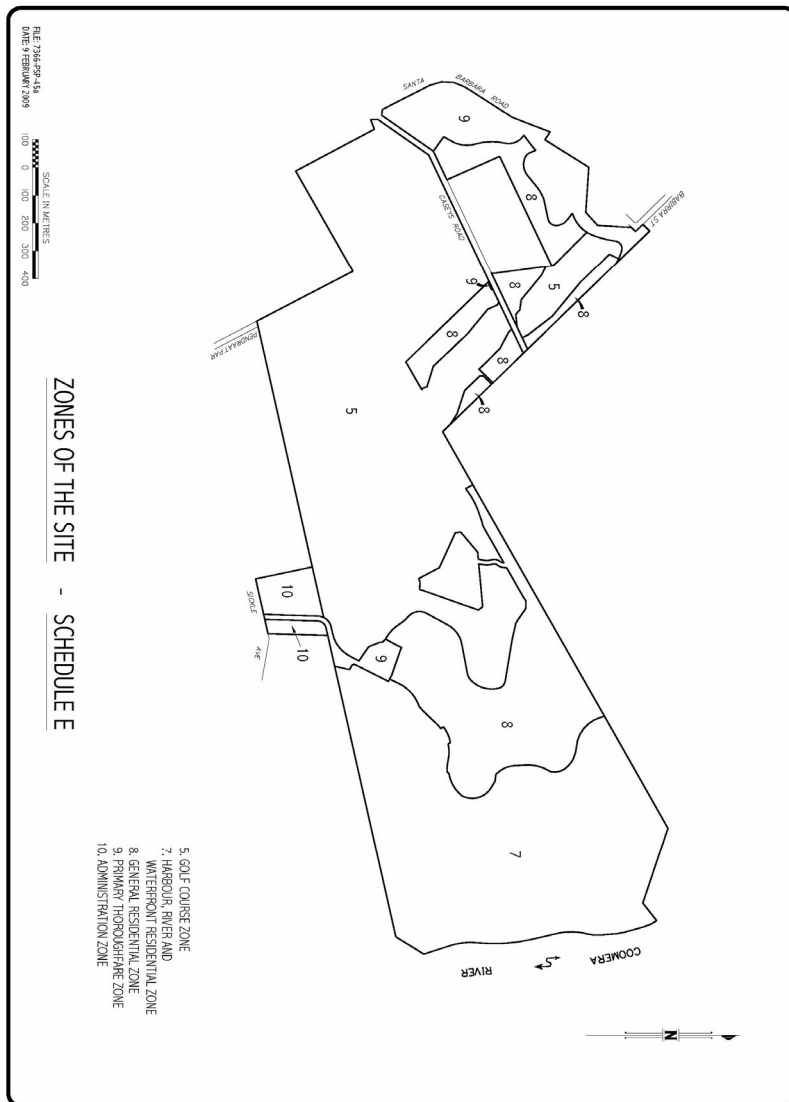 ZONES OF THE SITE - SCHEDULE E
FILE: 7366-PSP-45a
DATE: 9 FEBRUARY 2009
SCALE IN METRES
100 0 100 200 300 400
5. GOLF COURSE ZONE
7. HARBOUR, RIVER AND
WATERFRONT RESIDENTIAL ZONE
8. GENERAL RESIDENTIAL ZONE
9. PRIMARY THOROUGHFARE ZONE
10. ADMINISTRATION ZONE
SANTA BARBARA ROAD
BABIRRA ST
CASEYS ROAD
PENDRAAT PAR
SICKLE AVE
COOMERA
RIVER
N
9
8
8
5
8
9
8
8
8
5
10
10
9
8
7